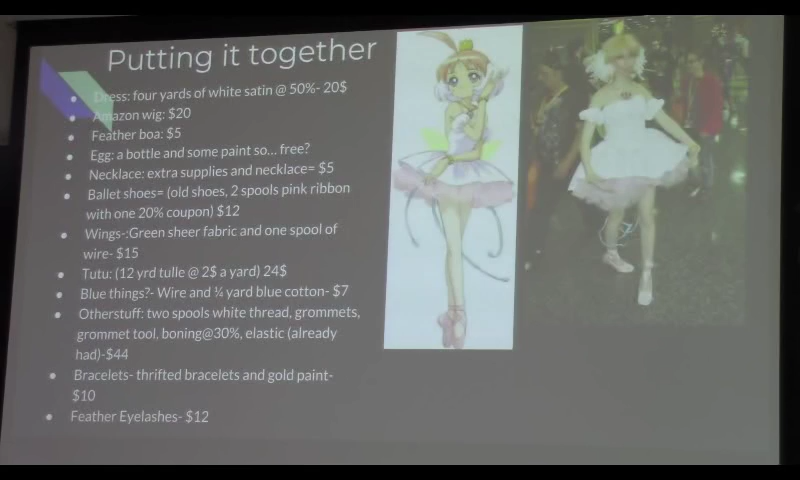 Putting it together
Dress: four yards of white satin @ 50%- 20$
Amazon wig: $20
Feather boa: $5
Egg: a bottle and some paint so... free?
Necklace: extra supplies and necklace= $5
Ballet shoes= (old shoes, 2 spools pink ribbon
with one 20% coupon) $12
Wings-:Green sheer fabric and one spool of
wire- $15
Tutu: (12 yrd tulle @ 2$ a yard) 24$
Blue things?- Wire and ¼ yard blue cotton- $7
Otherstuff: two spools white thread, grommets,
grommet tool, boning@30%, elastic (already
had)-$44
Bracelets- thrifted bracelets and gold paint-
$10
Feather Eyelashes- $12